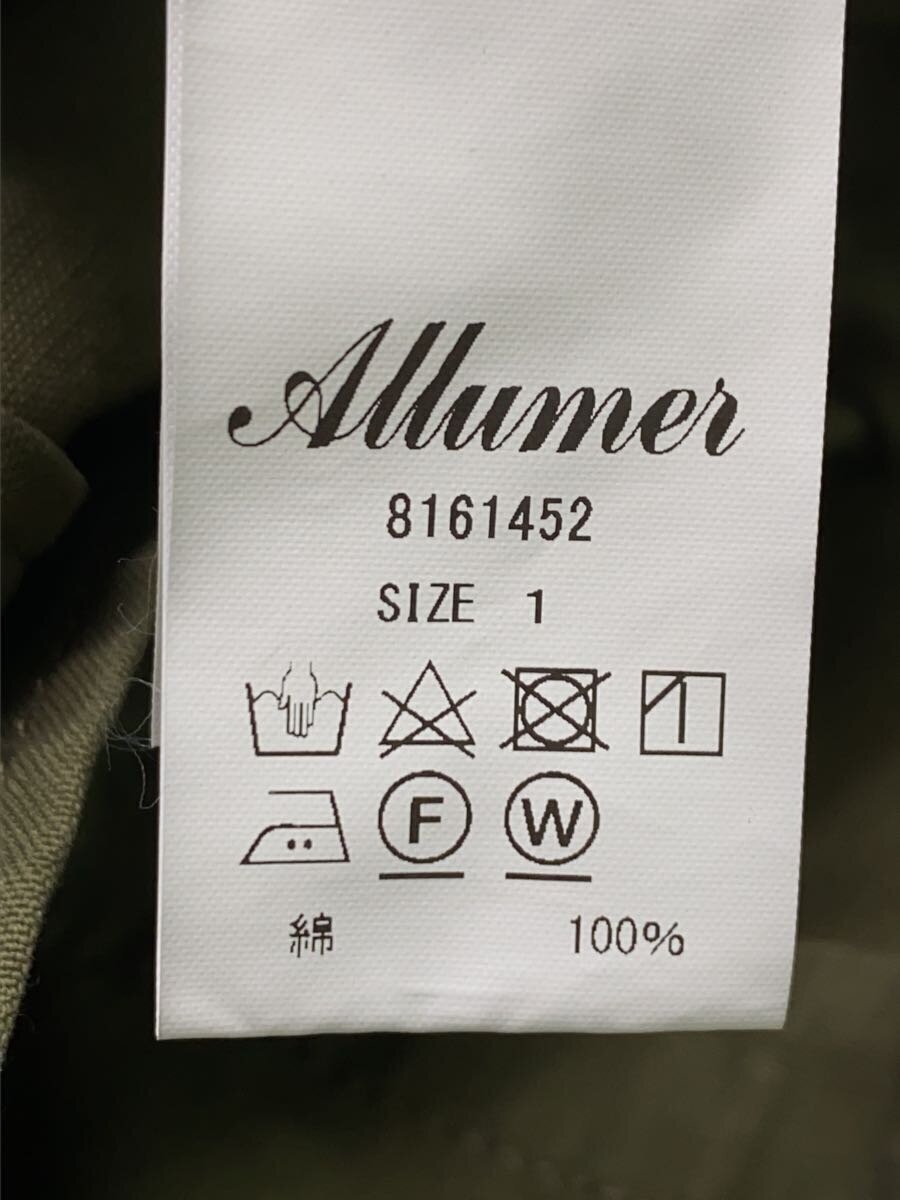 Allumer
8161452
SIZE 1
F W
綿 100%